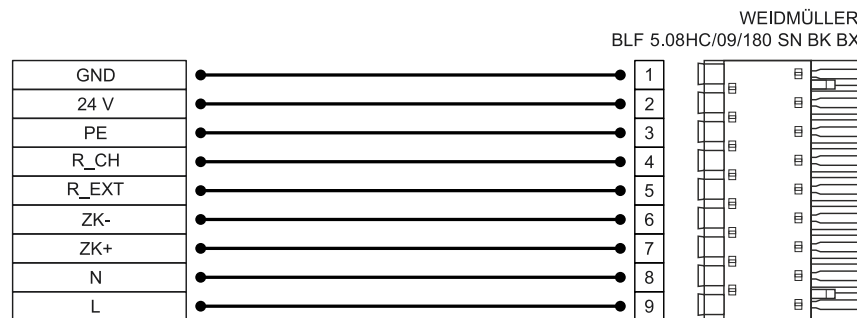 WEIDMÜLLER
BLF 5.08HC/09/180 SN BK BX
GND 1
24 V 2
PE 3
R_CH 4
R_EXT 5
ZK- 6
ZK+ 7
N 8
L 9